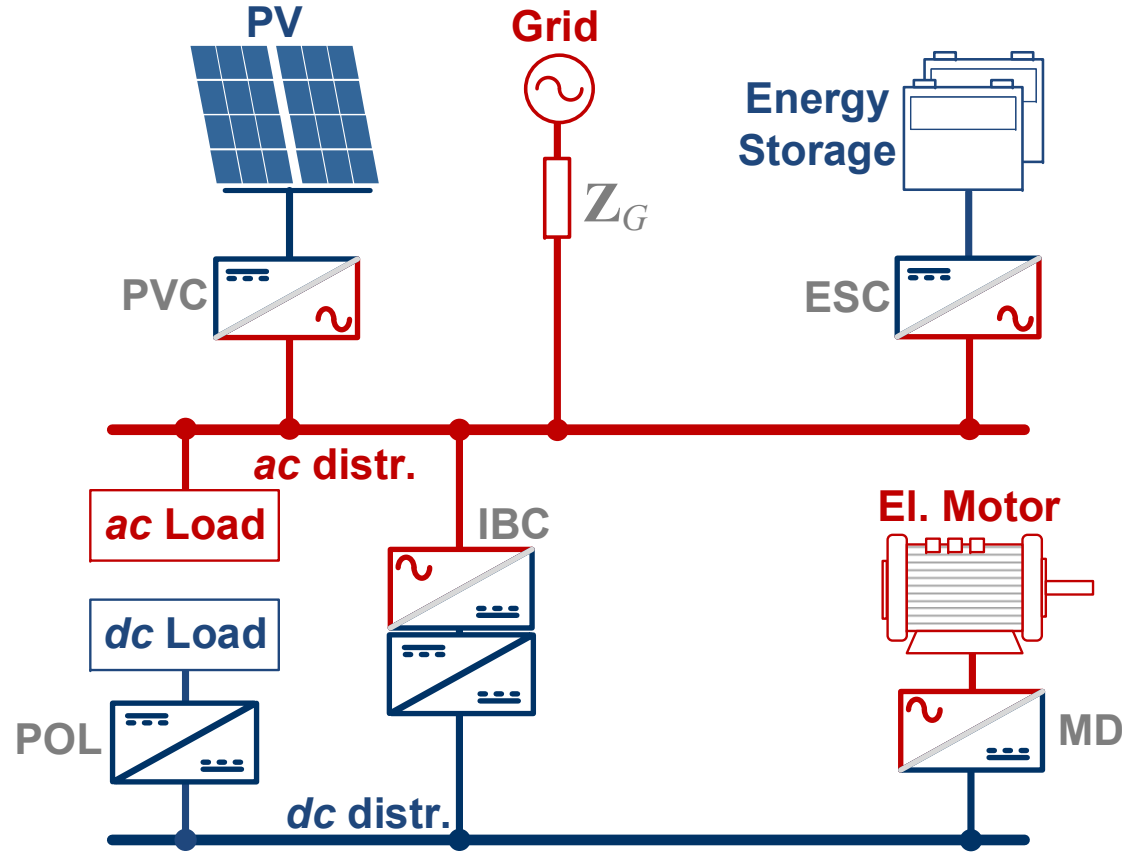 PV
Grid
Energy
Storage
Z_G
PVC
ESC
ac distr.
ac Load
IBC
El. Motor
dc Load
POL
MD
dc distr.